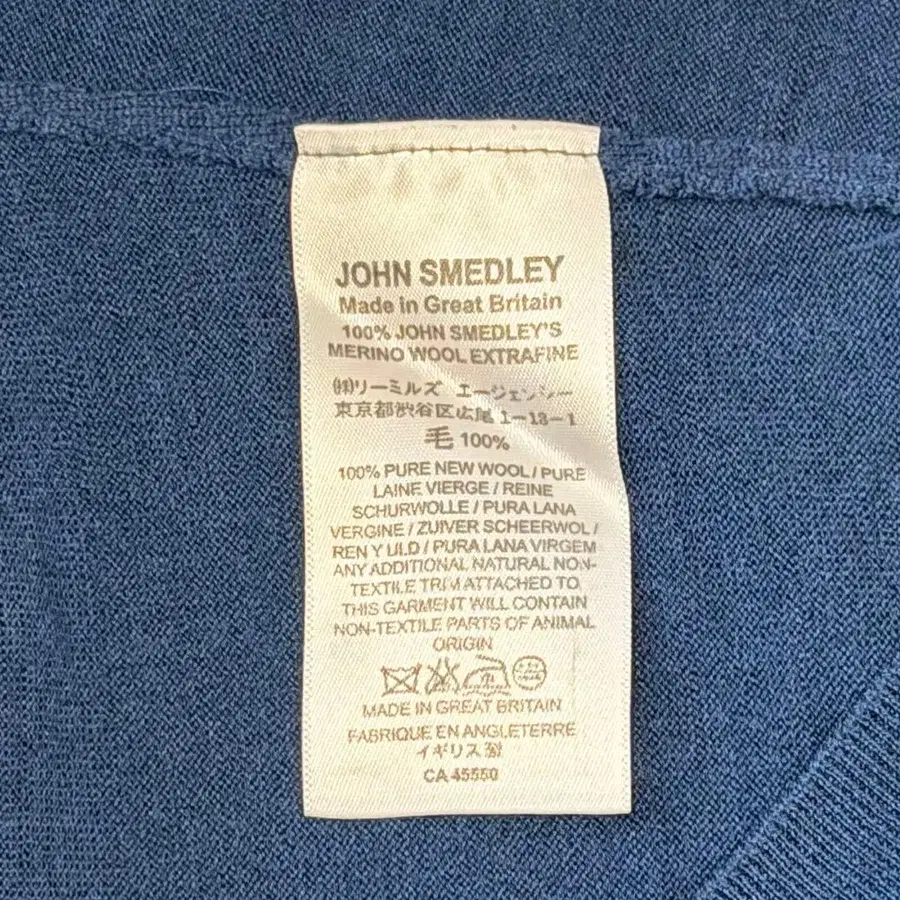 JOHN SMEDLEY
Made in Great Britain
100% JOHN SMEDLEY'S
MERINO WOOL EXTRAFINE
㈱リーミルズ エージェンシー
東京都渋谷区広尾 1-13-1
毛 100%
100% PURE NEW WOOL / PURE
LAINE VIERGE / REINE
SCHURWOLLE / PURA LANA
VERGINE / ZUIVER SCHEERWOL /
REN Y ULD / PURA LANA VIRGEM
ANY ADDITIONAL NATURAL NON-
TEXTILE TRIM ATTACHED TO
THIS GARMENT WILL CONTAIN
NON-TEXTILE PARTS OF ANIMAL
ORIGIN
MADE IN GREAT BRITAIN
FABRIQUE EN ANGLETERRE
イギリス製
CA 45550